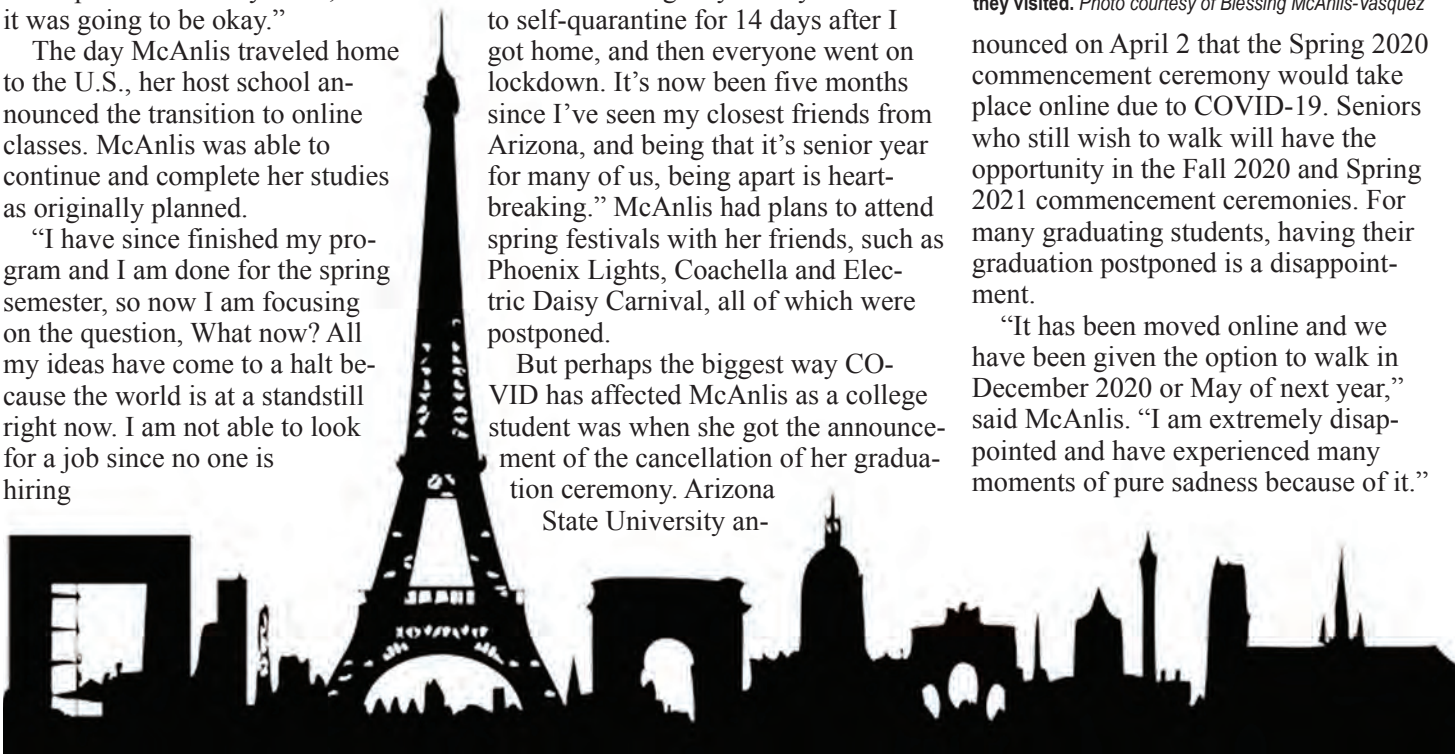 it was going to be okay.”
The day McAnlis traveled home
to the U.S., her host school an-
nounced the transition to online
classes. McAnlis was able to
continue and complete her studies
as originally planned.
“I have since finished my pro-
gram and I am done for the spring
semester, so now I am focusing
on the question, What now? All
my ideas have come to a halt be-
cause the world is at a standstill
right now. I am not able to look
for a job since no one is
hiring
to self-quarantine for 14 days after I
got home, and then everyone went on
lockdown. It’s now been five months
since I’ve seen my closest friends from
Arizona, and being that it’s senior year
for many of us, being apart is heart-
breaking.” McAnlis had plans to attend
spring festivals with her friends, such as
Phoenix Lights, Coachella and Elec-
tric Daisy Carnival, all of which were
postponed.
But perhaps the biggest way CO-
VID has affected McAnlis as a college
student was when she got the announce-
ment of the cancellation of her gradua-
tion ceremony. Arizona
State University an-
they visited. Photo courtesy of Blessing McAnlis-Vasquez
nounced on April 2 that the Spring 2020
commencement ceremony would take
place online due to COVID-19. Seniors
who still wish to walk will have the
opportunity in the Fall 2020 and Spring
2021 commencement ceremonies. For
many graduating students, having their
graduation postponed is a disappoint-
ment.
“It has been moved online and we
have been given the option to walk in
December 2020 or May of next year,”
said McAnlis. “I am extremely disap-
pointed and have experienced many
moments of pure sadness because of it.”